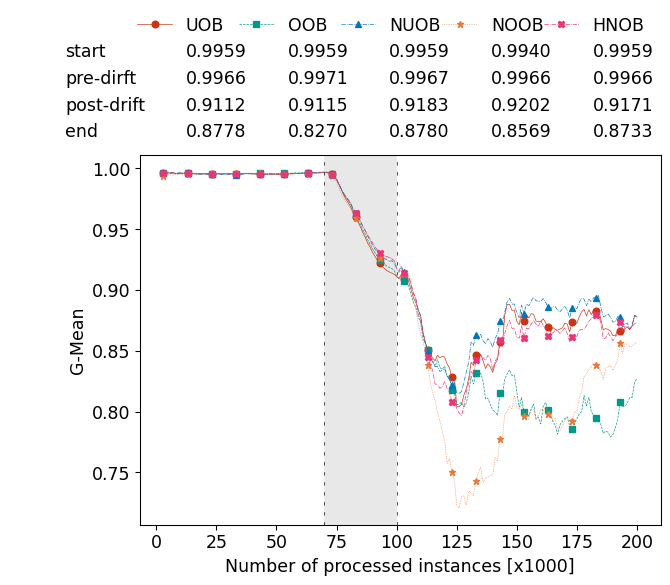 UOB OOB NUOB NOOB HNOB
start 0.9959 0.9959 0.9959 0.9940 0.9959
pre-dirft 0.9966 0.9971 0.9967 0.9966 0.9966
post-drift 0.9112 0.9115 0.9183 0.9202 0.9171
end 0.8778 0.8270 0.8780 0.8569 0.8733
1.00
0.95
0.90
0.85
0.80
0.75
G-Mean
0 25 50 75 100 125 150 175 200
Number of processed instances [x1000]